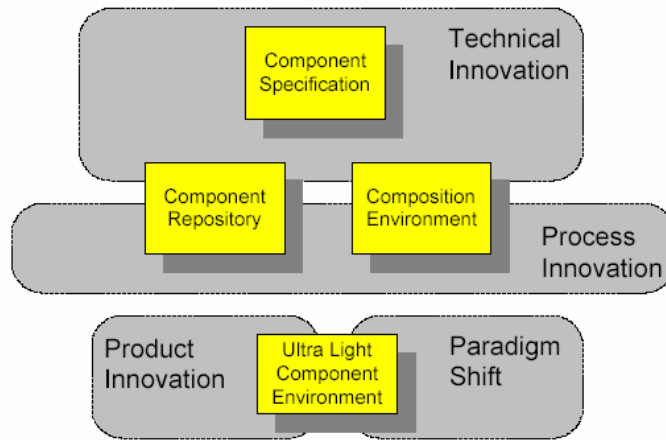 Component
Specification
Technical
Innovation
Component
Repository
Composition
Environment
Process
Innovation
Product
Innovation
Ultra Light
Component
Environment
Paradigm
Shift